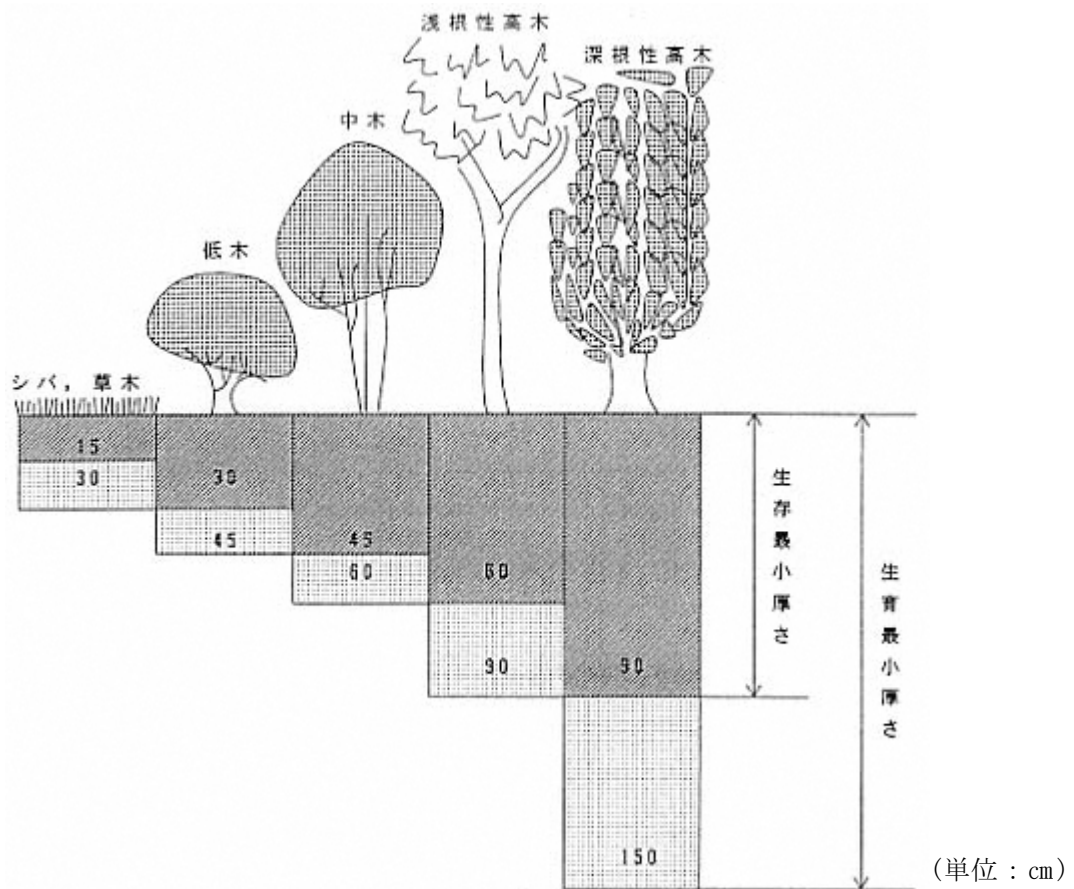 浅根性高木
深根性高木
中木
低木
シバ，草木
15
30
30
45
45
60
60
90
90
150
生存最小厚さ
生育最小厚さ
(単位：cm)